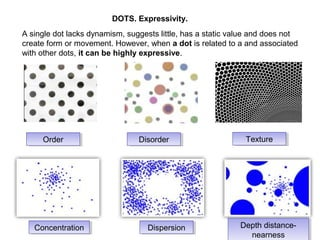 DOTS. Expressivity.
A single dot lacks dynamism, suggests little, has a static value and does not
create form or movement. However, when a dot is related to a and associated
with other dots, it can be highly expressive.
Order
Disorder
Texture
Concentration
Dispersion
Depth distance-
nearness